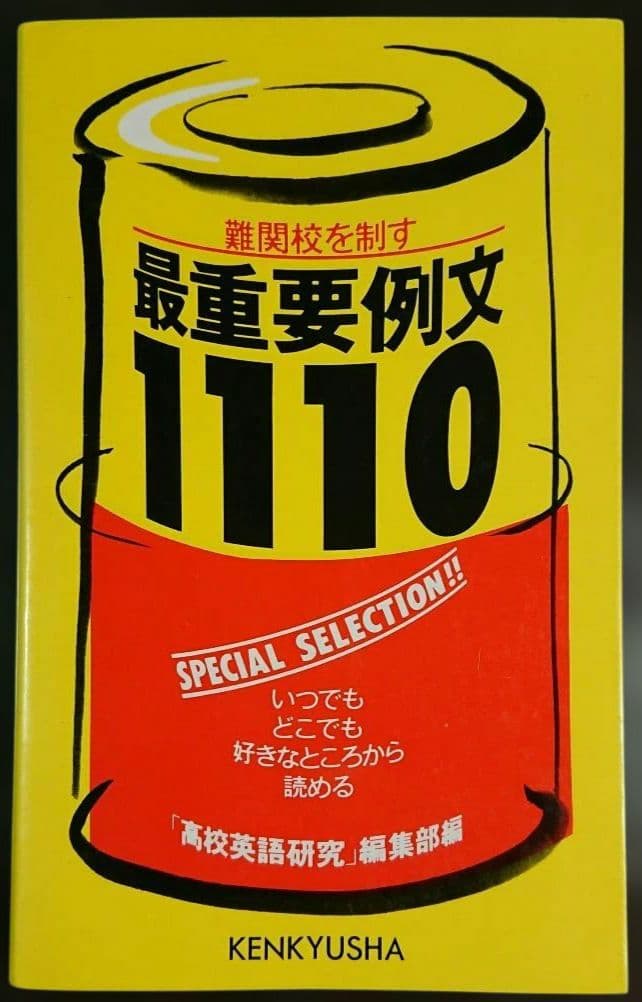 難関校を制す
最重要例文
1110
SPECIAL SELECTION!!
いつでも
どこでも
好きなところから
読める
「高校英語研究」編集部編
KENKYUSHA